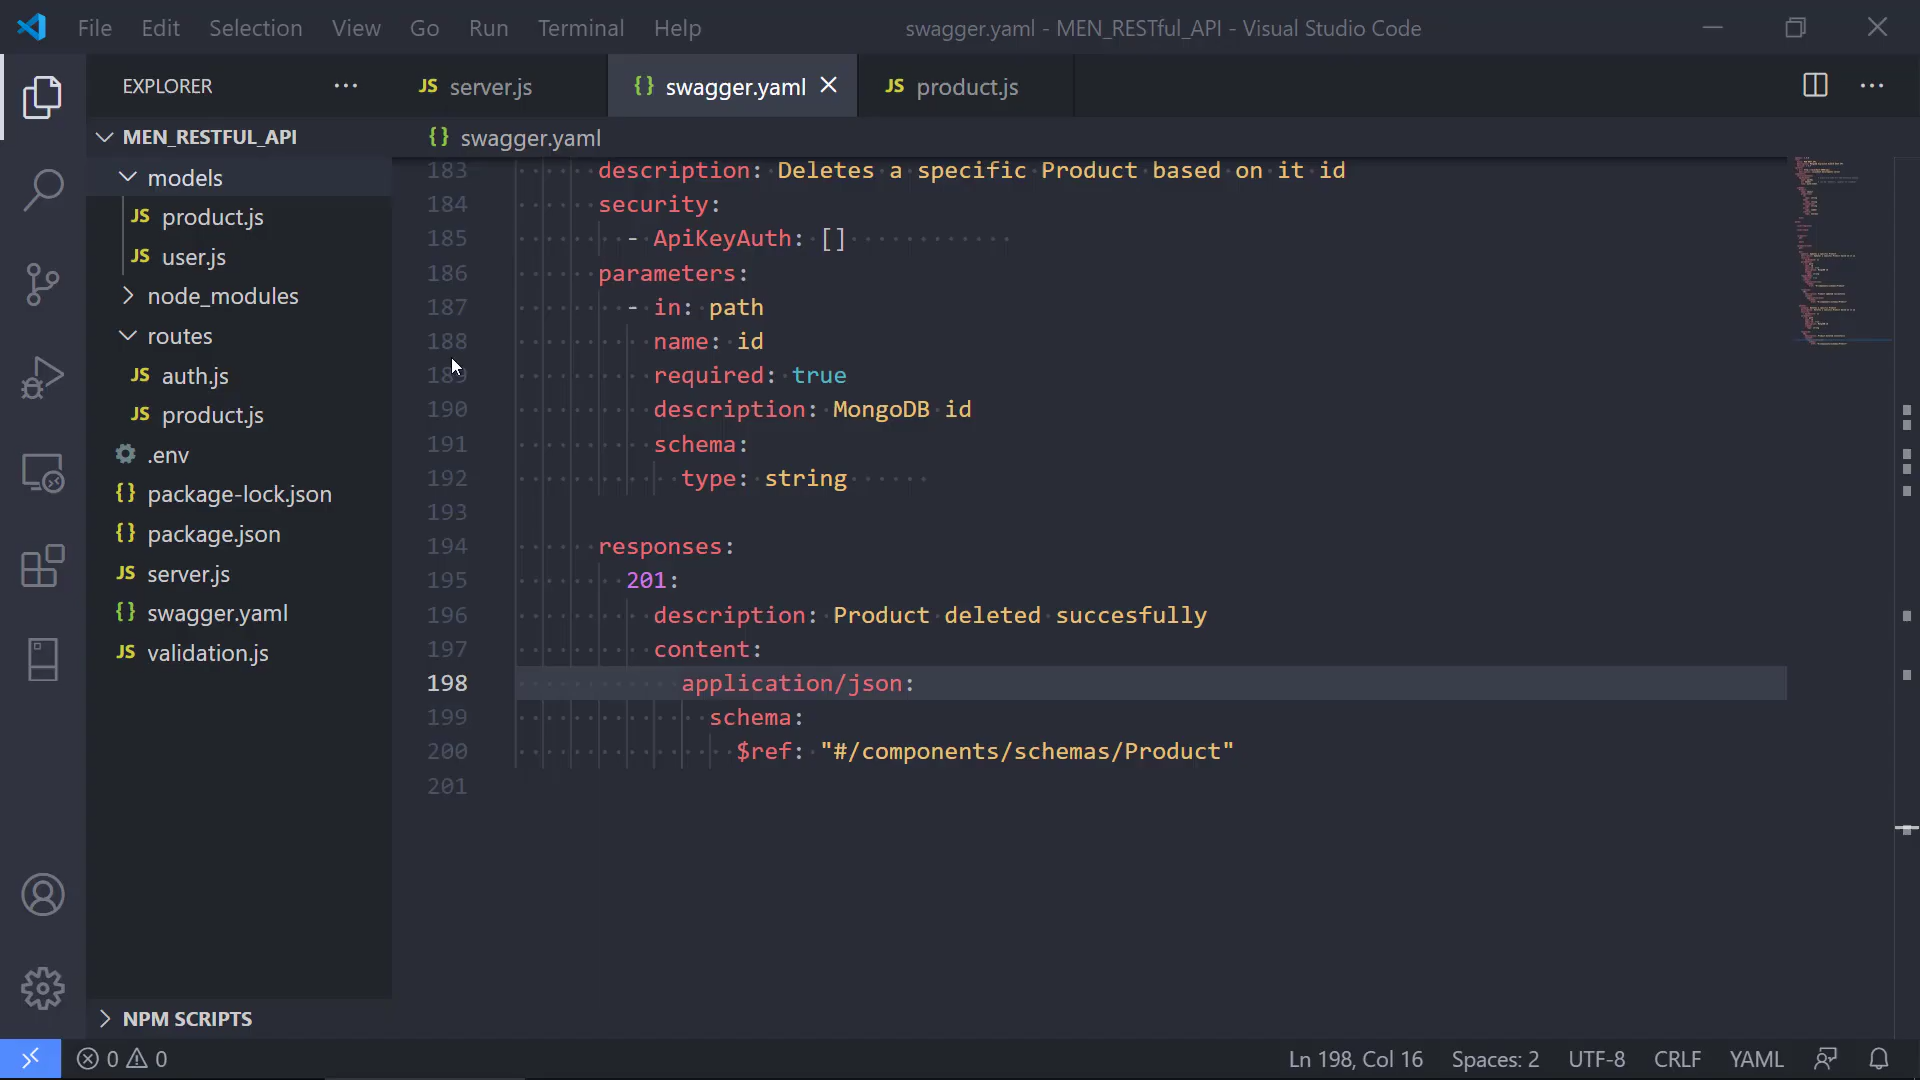 File Edit Selection View Go Run Terminal Help
swagger.yaml - MEN_RESTful_API - Visual Studio Code
EXPLORER
JS server.js
{} swagger.yaml
JS product.js
MEN_RESTFUL_API
{} swagger.yaml
models
JS product.js
JS user.js
node_modules
routes
JS auth.js
JS product.js
.env
{} package-lock.json
{} package.json
JS server.js
{} swagger.yaml
JS validation.js
NPM SCRIPTS
183 description: Deletes a specific Product based on it id
184 security:
185 - ApiKeyAuth: []
186 parameters:
187 - in: path
188 name: id
189 required: true
190 description: MongoDB id
191 schema:
192 type: string
193
194 responses:
195 201:
196 description: Product deleted succesfully
197 content:
198 application/json:
199 schema:
200 $ref: "#/components/schemas/Product"
201
0 0
Ln 198, Col 16 Spaces: 2 UTF-8 CRLF YAML